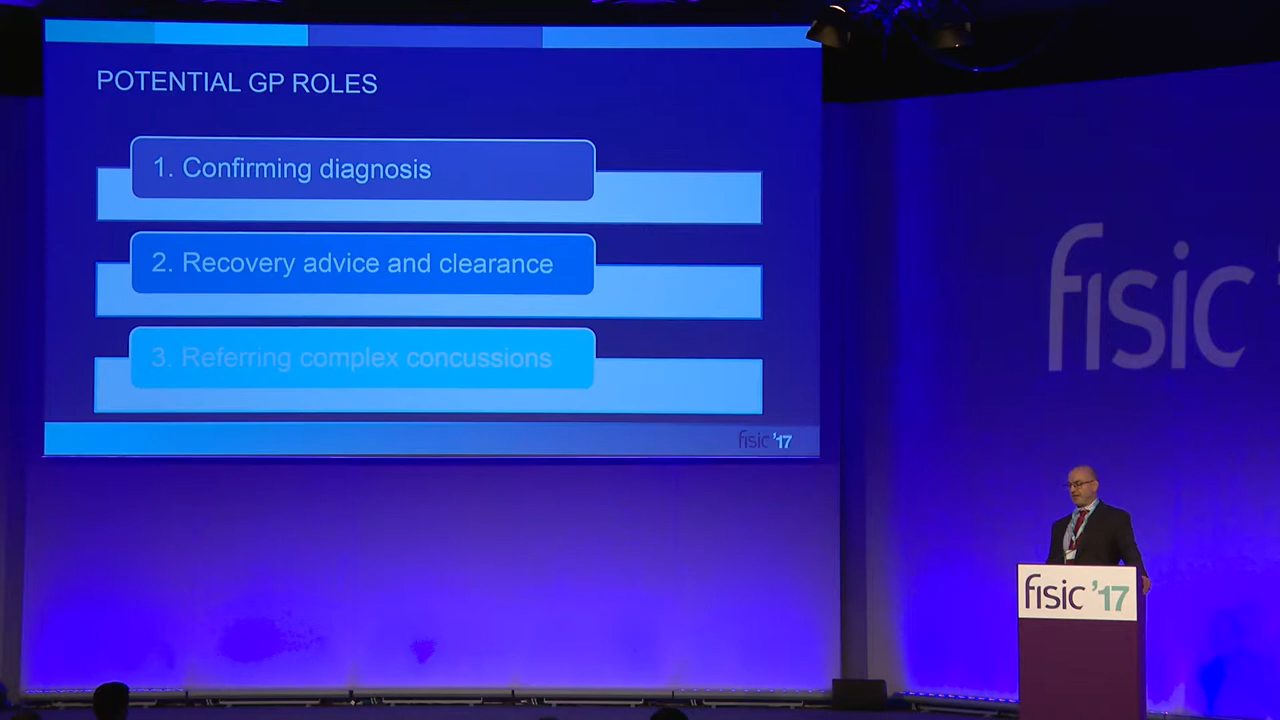 POTENTIAL GP ROLES
1. Confirming diagnosis
2. Recovery advice and clearance
3. Referring complex concussions
fisic '17
fisic '
fisic '17